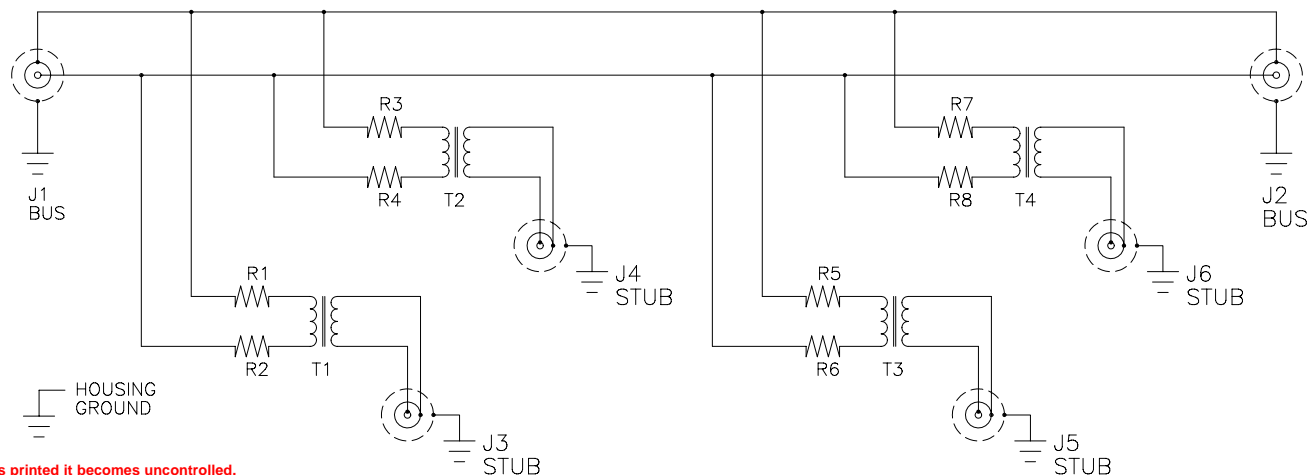 R3
R7
R4
T2
R8
T4
J1
BUS
J2
BUS
J4
STUB
J6
STUB
R1
R5
R2
T1
R6
T3
HOUSING
GROUND
J3
STUB
J5
STUB
s printed it becomes uncontrolled.